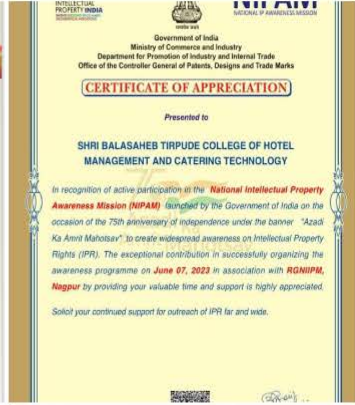 INTELLECTUAL
PROPERTY INDIA
NIPAM
NATIONAL IP AWARENESS MISSION
Government of India
Ministry of Commerce and Industry
Department for Promotion of Industry and Internal Trade
Office of the Controller General of Patents, Designs and Trade Marks
CERTIFICATE OF APPRECIATION
Presented to
SHRI BALASAHEB TIRPUDE COLLEGE OF HOTEL
MANAGEMENT AND CATERING TECHNOLOGY
In recognition of active participation in the National Intellectual Property
Awareness Mission (NIPAM) launched by the Government of India on the
occasion of the 75th anniversary of independence under the banner "Azadi
Ka Amrit Mahotsav" to create widespread awareness on Intellectual Property
Rights (IPR). The exceptional contribution in successfully organizing the
awareness programme on June 07, 2023 in association with RGNIIPM,
Nagpur by providing your valuable time and support is highly appreciated.
Solicit your continued support for outreach of IPR far and wide.